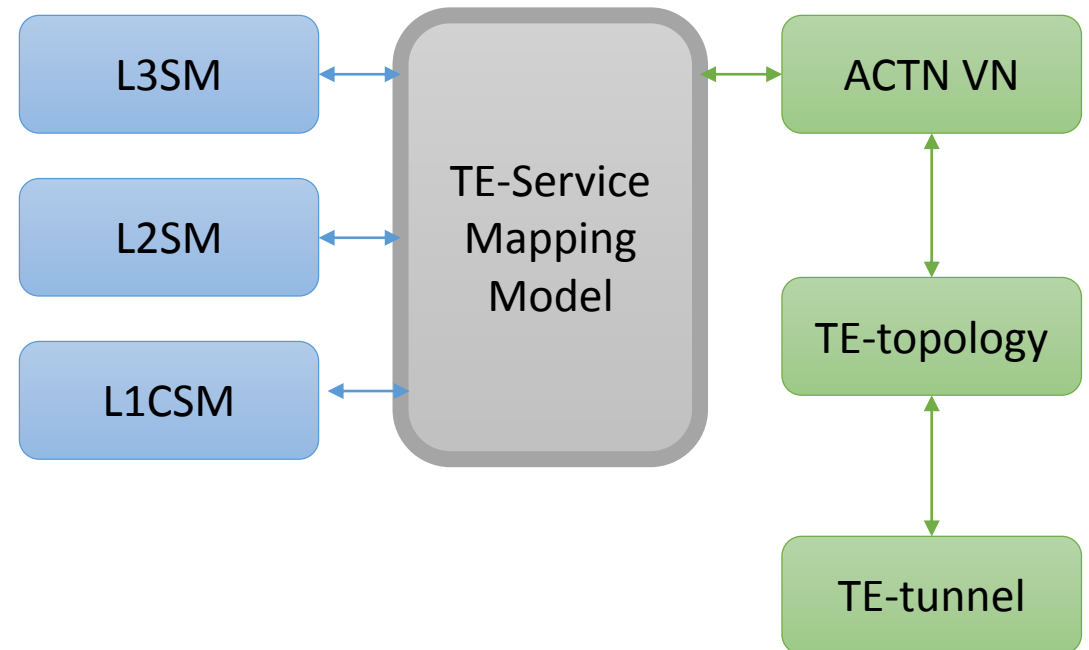 L3SM
L2SM
L1CSM
TE-Service
Mapping
Model
ACTN VN
TE-topology
TE-tunnel